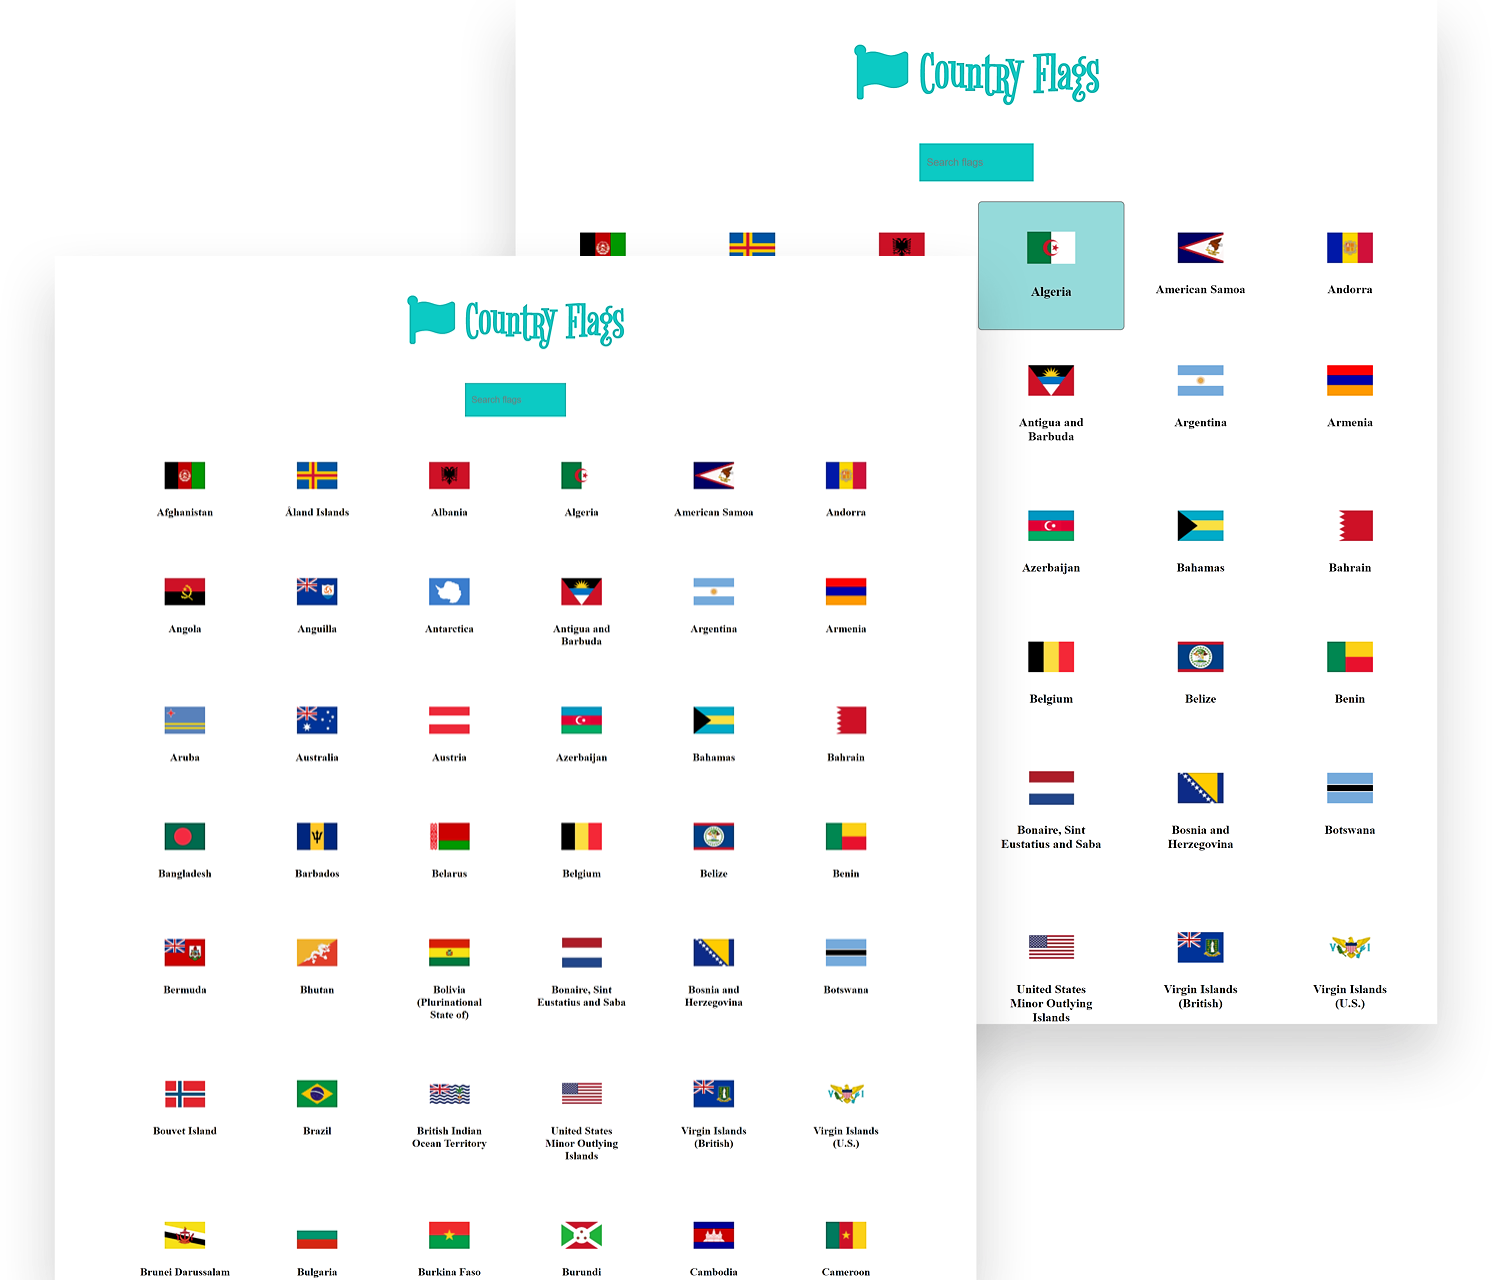 Country Flags
Search flags
Algeria
American Samoa
Andorra
Antigua and
Barbuda
Argentina
Armenia
Azerbaijan
Bahamas
Bahrain
Belgium
Belize
Benin
Bonaire, Sint
Eustatius and Saba
Bosnia and
Herzegovina
Botswana
United States
Minor Outlying
Islands
Virgin Islands
(British)
Virgin Islands
(U.S.)
Country Flags
Search flags
Afghanistan
Åland Islands
Albania
Algeria
American Samoa
Andorra
Angola
Anguilla
Antarctica
Antigua and
Barbuda
Argentina
Armenia
Aruba
Australia
Austria
Azerbaijan
Bahamas
Bahrain
Bangladesh
Barbados
Belarus
Belgium
Belize
Benin
Bermuda
Bhutan
Bolivia
(Plurinational
State of)
Bonaire, Sint
Eustatius and Saba
Bosnia and
Herzegovina
Botswana
Bouvet Island
Brazil
British Indian
Ocean Territory
United States
Minor Outlying
Islands
Virgin Islands
(British)
Virgin Islands
(U.S.)
Brunei Darussalam
Bulgaria
Burkina Faso
Burundi
Cambodia
Cameroon